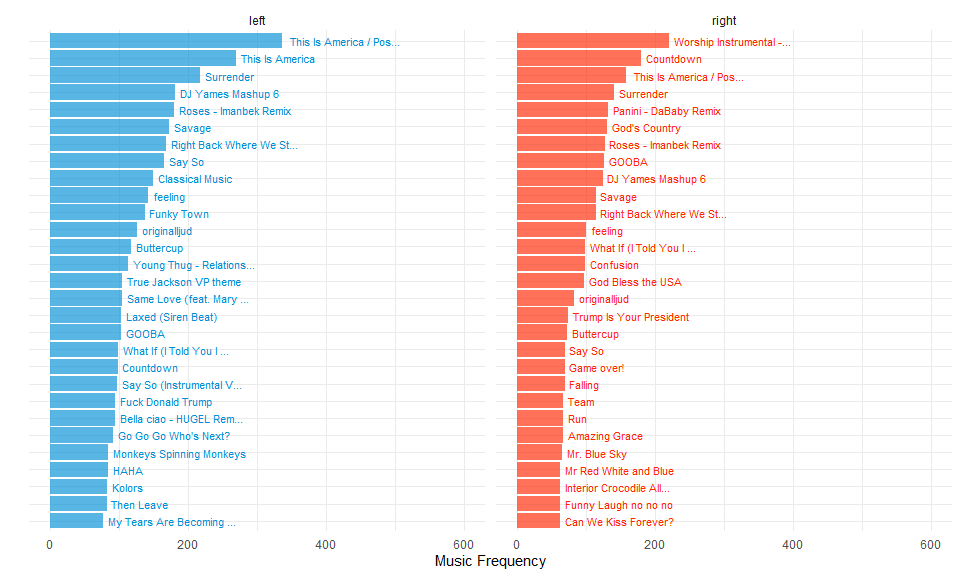 left
This Is America / Pos...
This Is America
Surrender
DJ Yames Mashup 6
Roses - Imanbek Remix
Savage
Right Back Where We St...
Say So
Classical Music
feeling
Funky Town
originalljud
Buttercup
Young Thug - Relations...
True Jackson VP theme
Same Love (feat. Mary ...
Laxed (Siren Beat)
GOOBA
What If (I Told You I ...
Countdown
Say So (Instrumental V...
Fuck Donald Trump
Bella ciao - HUGEL Rem...
Go Go Go Who's Next?
Monkeys Spinning Monkeys
HAHA
Kolors
Then Leave
My Tears Are Becoming ...
0 200 400 600
right
Worship Instrumental -...
Countdown
This Is America / Pos...
Surrender
Panini - DaBaby Remix
God's Country
Roses - Imanbek Remix
GOOBA
DJ Yames Mashup 6
Savage
Right Back Where We St...
feeling
What If (I Told You I ...
Confusion
God Bless the USA
originalljud
Trump Is Your President
Buttercup
Say So
Game over!
Falling
Team
Run
Amazing Grace
Mr. Blue Sky
Mr Red White and Blue
Interior Crocodile All...
Funny Laugh no no no
Can We Kiss Forever?
0 200 400 600
Music Frequency